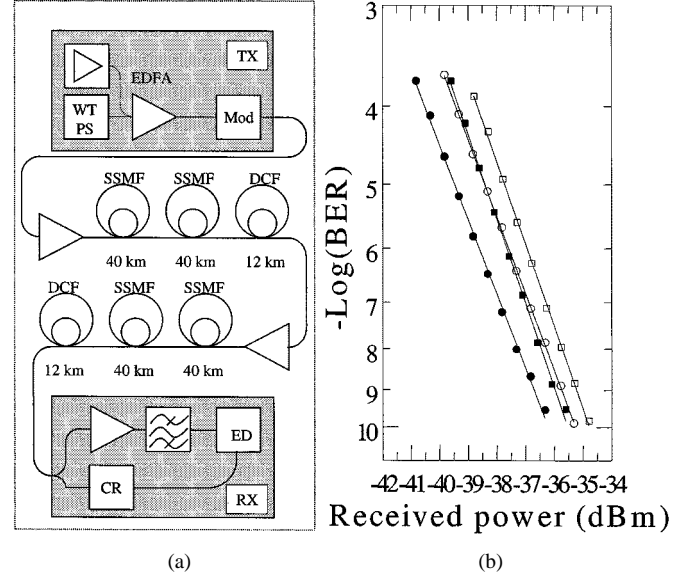 TX
EDFA
WT
PS
Mod
SSMF SSMF DCF
40 km 40 km 12 km
DCF SSMF SSMF
12 km 40 km 40 km
ED
CR
RX
(a)
3
4
5
6
7
8
9
10
-Log(BER)
-42 -41 -40 -39 -38 -37 -36 -35 -34
Received power (dBm)
(b)